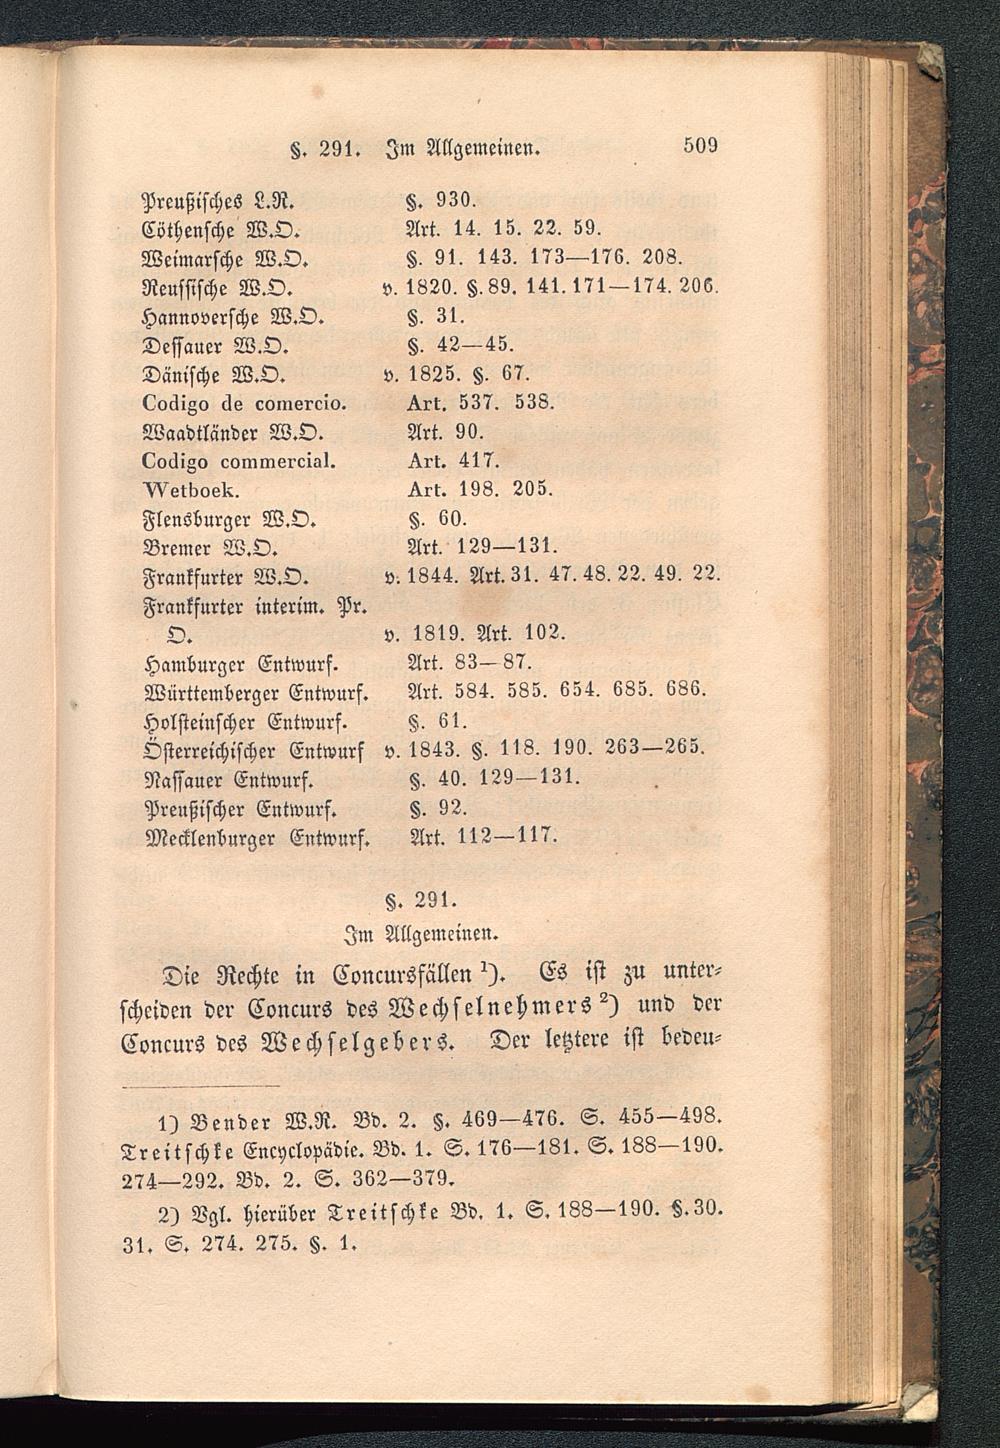 §. 291. Im Allgemeinen. 509
Preußisches L.R. §. 930.
Cöthensche W.O. Art. 14. 15. 22. 59.
Weimarsche W.O. §. 91. 143. 173—176. 208.
Reussische W.O. v. 1820. §. 89. 141. 171—174. 206.
Hannoversche W.O. §. 31.
Dessauer W.O. §. 42—45.
Dänische W.O. v. 1825. §. 67.
Codigo de comercio. Art. 537. 538.
Waadtländer W.O. Art. 90.
Codigo commercial. Art. 417.
Wetboek. Art. 198. 205.
Flensburger W.O. §. 60.
Bremer W.O. Art. 129—131.
Frankfurter W.O. v. 1844. Art. 31. 47. 48. 22. 49. 22.
Frankfurter interim. Pr.
O. v. 1819. Art. 102.
Hamburger Entwurf. Art. 83—87.
Württemberger Entwurf. Art. 584. 585. 654. 685. 686.
Holsteinscher Entwurf. §. 61.
Österreichischer Entwurf v. 1843. §. 118. 190. 263—265.
Nassauer Entwurf. §. 40. 129—131.
Preußischer Entwurf. §. 92.
Mecklenburger Entwurf. Art. 112—117.
§. 291.
Im Allgemeinen.
Die Rechte in Concursfällen ¹). Es ist zu unter-
scheiden der Concurs des Wechselnehmers ²) und der
Concurs des Wechselgebers. Der letztere ist bedeu-
1) Bender W.R. Bd. 2. §. 469—476. S. 455—498.
Treitschke Encyclopädie. Bd. 1. S. 176—181. S. 188—190.
274—292. Bd. 2. S. 362—379.
2) Vgl. hierüber Treitschke Bd. 1. S. 188—190. §. 30.
31. S. 274. 275. §. 1.